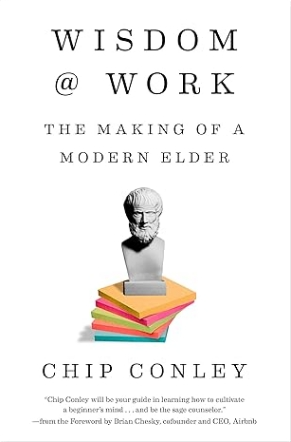 WISDOM
@ WORK
THE MAKING OF A
MODERN ELDER
CHIP CONLEY
"Chip Conley will be your guide in learning how to cultivate
a beginner's mind . . . and be the sage counselor."
—from the Foreword by Brian Chesky, cofounder and CEO, Airbnb